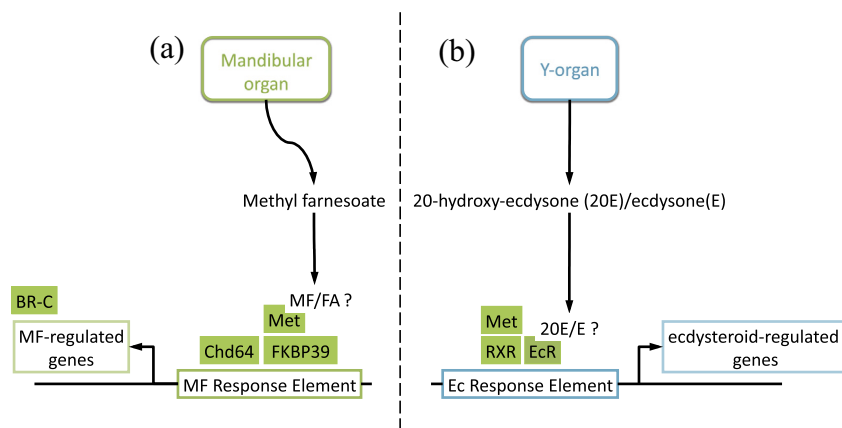 (a)
Mandibular
organ
Methyl farnesoate
MF/FA ?
BR-C
Met
MF-regulated
genes
Chd64
FKBP39
MF Response Element
(b)
Y-organ
20-hydroxy-ecdysone (20E)/ecdysone(E)
Met
20E/E ?
RXR
EcR
ecdysteroid-regulated
genes
Ec Response Element